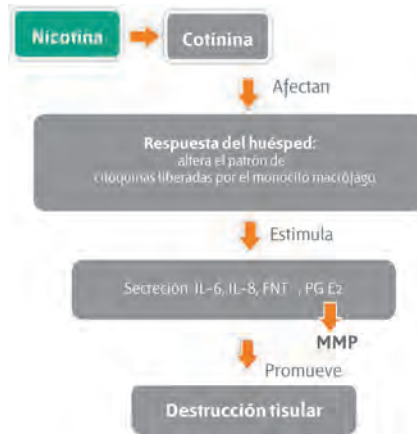 Nicotina
Cotinina
Afectan
Respuesta del huésped:
altera el patrón de
citoquinas liberadas por el monocito macrófago
Estimula
Secreción IL-6, IL-8, FNT , PG E2
MMP
Promueve
Destrucción tisular